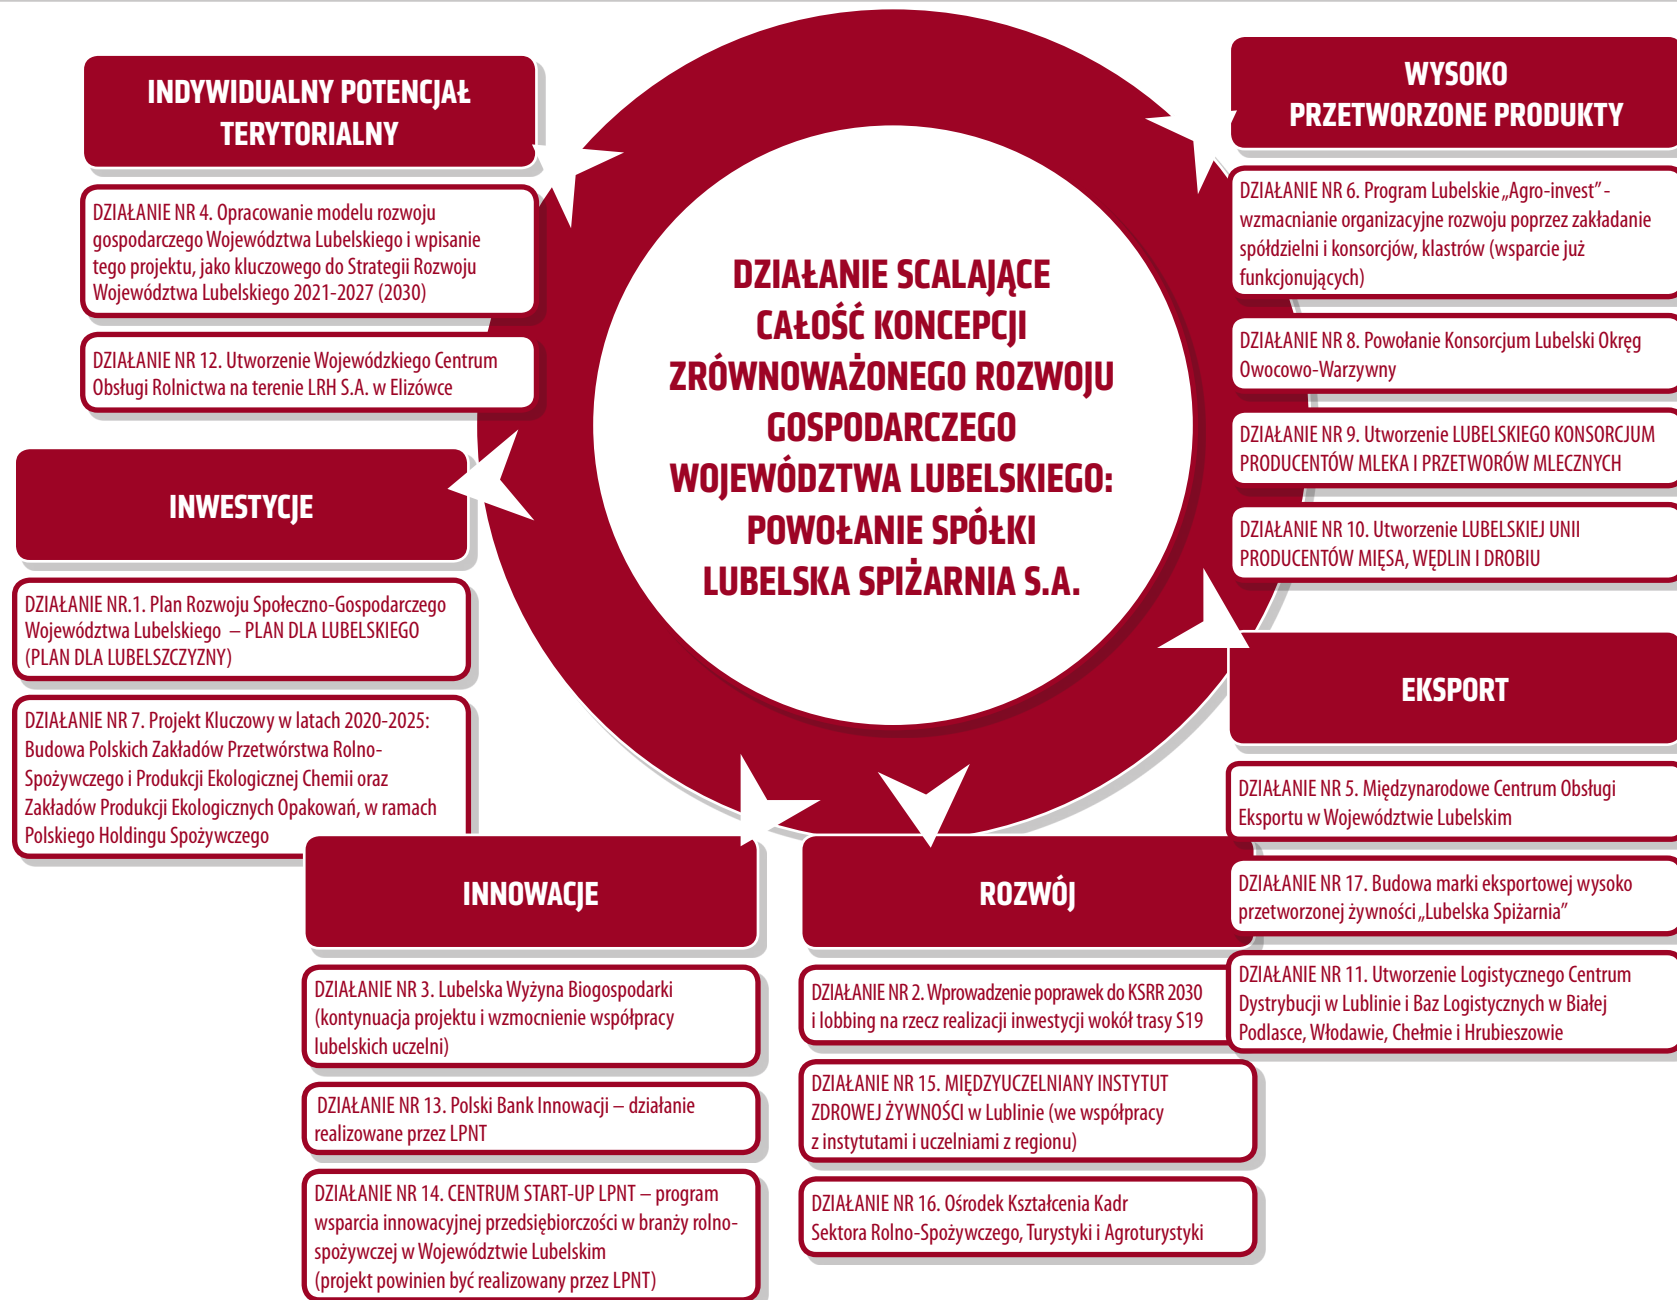 INDYWIDUALNY POTENCJAŁ
TERYTORIALNY
DZIAŁANIE NR 4. Opracowanie modelu rozwoju
gospodarczego Województwa Lubelskiego i wpisanie
tego projektu, jako kluczowego do Strategii Rozwoju
Województwa Lubelskiego 2021-2027 (2030)
DZIAŁANIE NR 12. Utworzenie Wojewódzkiego Centrum
Obsługi Rolnictwa na terenie LRH S.A. w Elizówce
INWESTYCJE
DZIAŁANIE NR.1. Plan Rozwoju Społeczno-Gospodarczego
Województwa Lubelskiego – PLAN DLA LUBELSKIEGO
(PLAN DLA LUBELSZCZYZNY)
DZIAŁANIE NR 7. Projekt Kluczowy w latach 2020-2025:
Budowa Polskich Zakładów Przetwórstwa Rolno-
Spożywczego i Produkcji Ekologicznej Chemii oraz
Zakładów Produkcji Ekologicznych Opakowań, w ramach
Polskiego Holdingu Spożywczego
DZIAŁANIE SCALAJĄCE
CAŁOŚĆ KONCEPCJI
ZRÓWNOWAŻONEGO ROZWOJU
GOSPODARCZEGO
WOJEWÓDZTWA LUBELSKIEGO:
POWOŁANIE SPÓŁKI
LUBELSKA SPIŻARNIA S.A.
WYSOKO
PRZETWORZONE PRODUKTY
DZIAŁANIE NR 6. Program Lubelskie „Agro-invest” -
wzmacnianie organizacyjne rozwoju poprzez zakładanie
spółdzielni i konsorcjów, klastrów (wsparcie już
funkcjonujących)
DZIAŁANIE NR 8. Powołanie Konsorcjum Lubelski Okręg
Owocowo-Warzywny
DZIAŁANIE NR 9. Utworzenie LUBELSKIEGO KONSORCJUM
PRODUCENTÓW MLEKA I PRZETWORÓW MLECZNYCH
DZIAŁANIE NR 10. Utworzenie LUBELSKIEJ UNII
PRODUCENTÓW MIĘSA, WĘDLIN I DROBIU
EKSPORT
DZIAŁANIE NR 5. Międzynarodowe Centrum Obsługi
Eksportu w Województwie Lubelskim
DZIAŁANIE NR 17. Budowa marki eksportowej wysoko
przetworzonej żywności „Lubelska Spiżarnia”
DZIAŁANIE NR 11. Utworzenie Logistycznego Centrum
Dystrybucji w Lublinie i Baz Logistycznych w Białej
Podlasce, Włodawie, Chełmie i Hrubieszowie
INNOWACJE
DZIAŁANIE NR 3. Lubelska Wyżyna Biogospodarki
(kontynuacja projektu i wzmocnienie współpracy
lubelskich uczelni)
DZIAŁANIE NR 13. Polski Bank Innowacji – działanie
realizowane przez LPNT
DZIAŁANIE NR 14. CENTRUM START-UP LPNT – program
wsparcia innowacyjnej przedsiębiorczości w branży rolno-
spożywczej w Województwie Lubelskim
(projekt powinien być realizowany przez LPNT)
ROZWÓJ
DZIAŁANIE NR 2. Wprowadzenie poprawek do KSRR 2030
i lobbing na rzecz realizacji inwestycji wokół trasy S19
DZIAŁANIE NR 15. MIĘDZYUCZELNIANY INSTYTUT
ZDROWEJ ŻYWNOŚCI w Lublinie (we współpracy
z instytutami i uczelniami z regionu)
DZIAŁANIE NR 16. Ośrodek Kształcenia Kadr
Sektora Rolno-Spożywczego, Turystyki i Agroturystyki